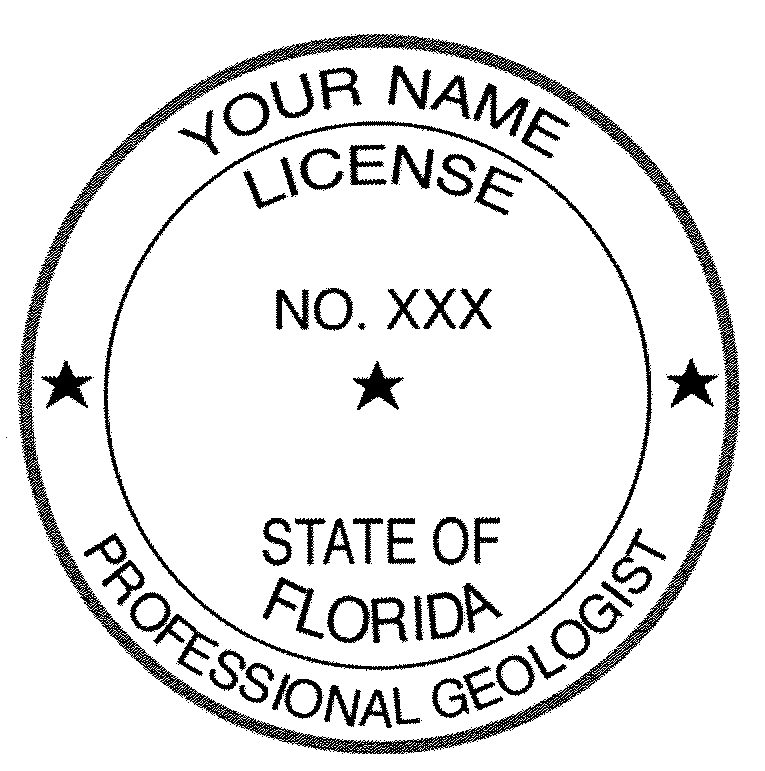 YOUR NAME
LICENSE
NO. XXX
STATE OF
FLORIDA
PROFESSIONAL GEOLOGIST